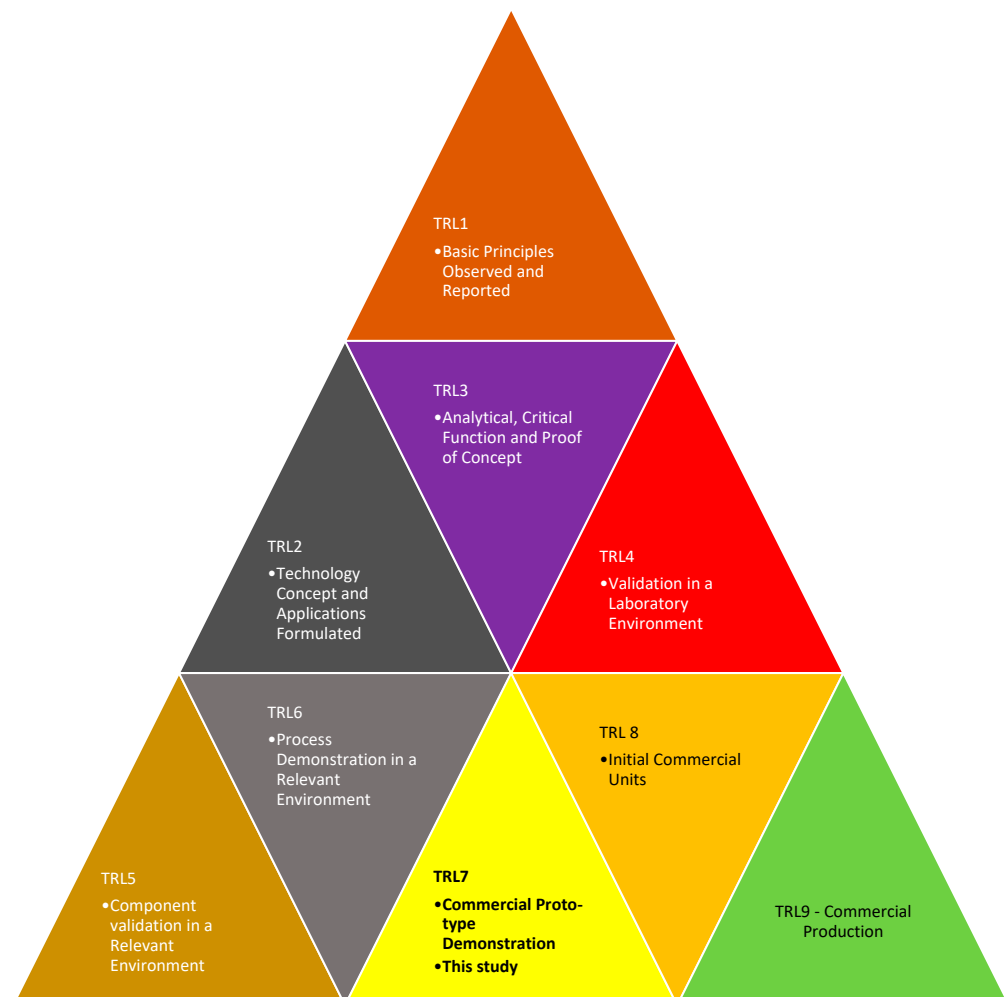 TRL1
•Basic Principles
Observed and
Reported
TRL3
•Analytical, Critical
Function and Proof
of Concept
TRL2
•Technology
Concept and
Applications
Formulated
TRL4
•Validation in a
Laboratory
Environment
TRL6
•Process
Demonstration in a
Relevant
Environment
TRL 8
•Initial Commercial
Units
TRL5
•Component
validation in a
Relevant
Environment
TRL7
•Commercial Proto-
type
Demonstration
•This study
TRL9 - Commercial
Production